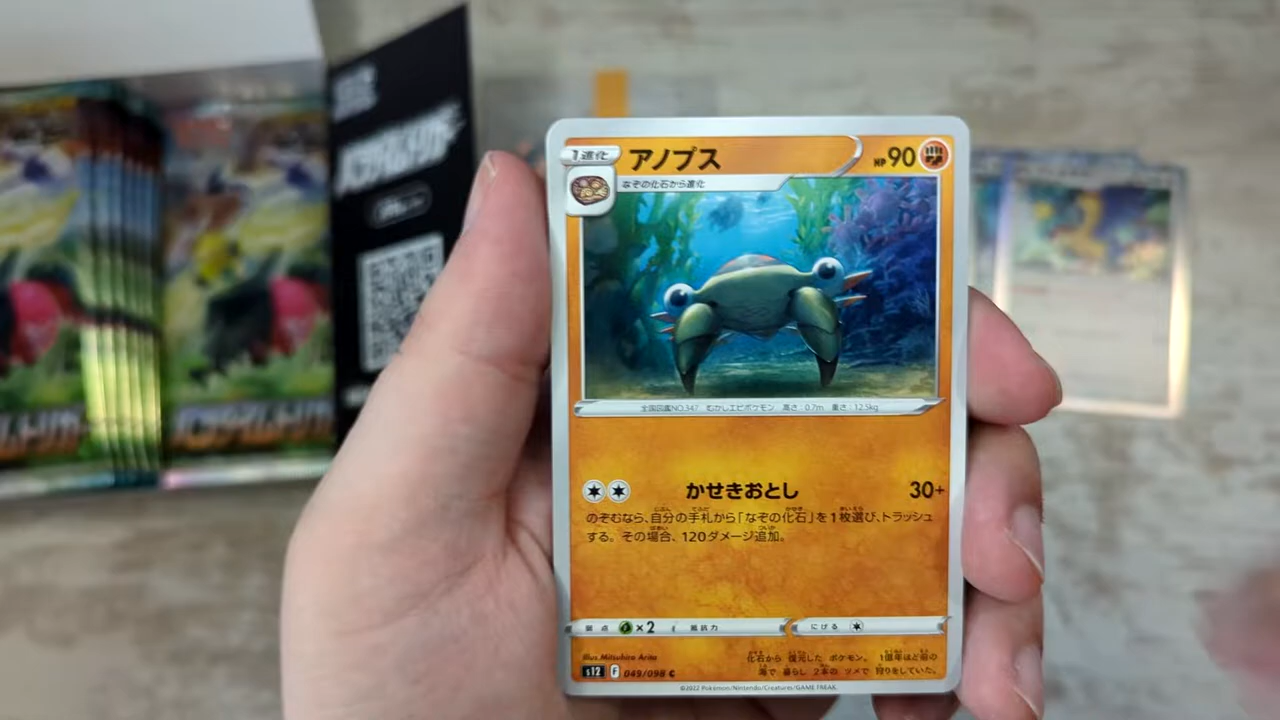 1進化
アノプス
HP 90
なぞの化石から進化
全国図鑑NO.347 むかしエビポケモン 高さ:0.7m 重さ:12.5kg
かせきおとし 30+
のぞむなら、自分の手札から「なぞの化石」を1枚選び、トラッシュ
する。その場合、120ダメージ追加。
弱点 ×2 抵抗力 にげる
Illus. Mitsuhiro Arita
s12 F 049/098 C
化石から 復元した ポケモン。 1億年ほど前の
海で 暮らし 2本の ツメで 狩りをしていた。
©2022 Pokémon/Nintendo/Creatures/GAME FREAK.